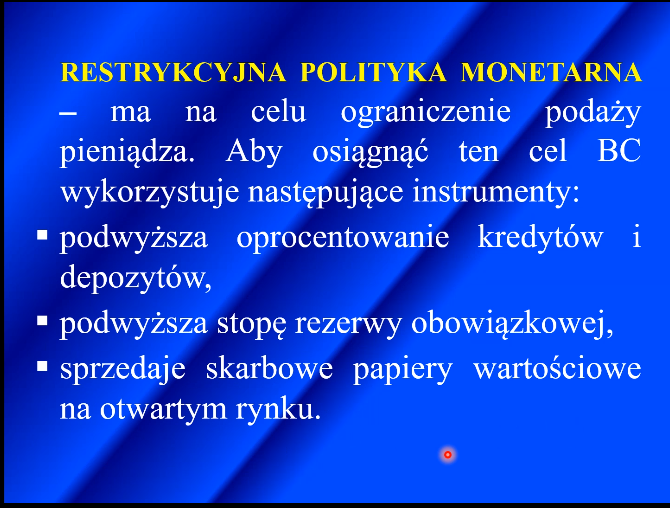 RESTRYKCYJNA POLITYKA MONETARNA
– ma na celu ograniczenie podaży
pieniądza. Aby osiągnąć ten cel BC
wykorzystuje następujące instrumenty:
▪ podwyższa oprocentowanie kredytów i
depozytów,
▪ podwyższa stopę rezerwy obowiązkowej,
▪ sprzedaje skarbowe papiery wartościowe
na otwartym rynku.